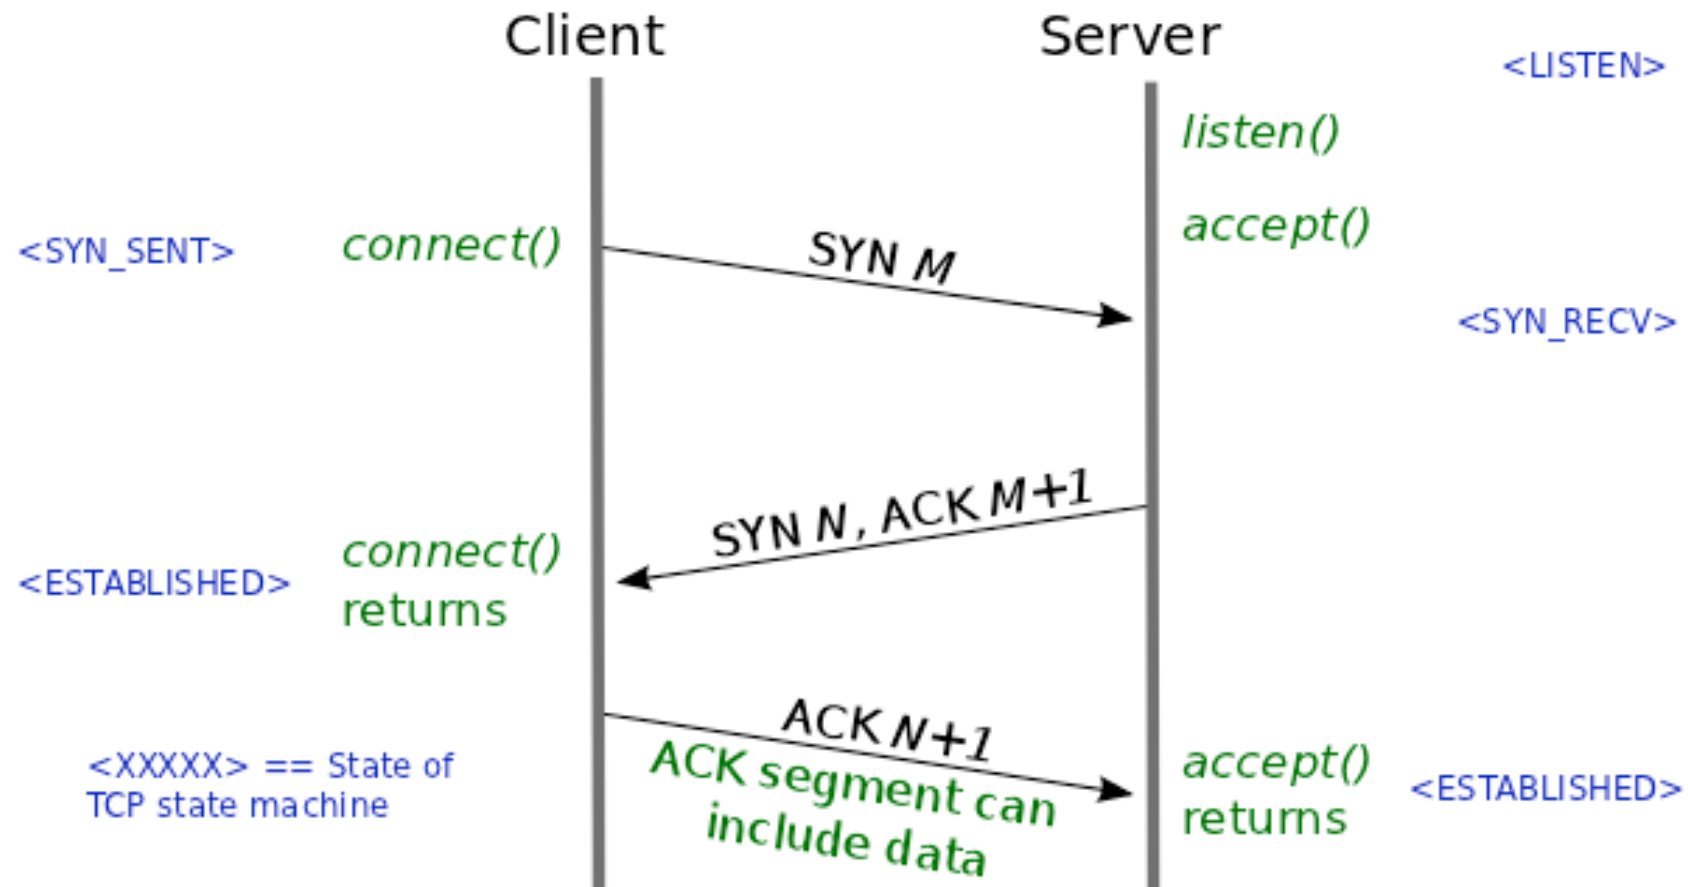 Client
Server
<LISTEN>
listen()
accept()
<SYN_SENT>
connect()
SYN M
<SYN_RECV>
SYN N, ACK M+1
connect()
returns
<ESTABLISHED>
ACK N+1
ACK segment can
include data
accept()
returns
<ESTABLISHED>
<XXXXX> == State of
TCP state machine